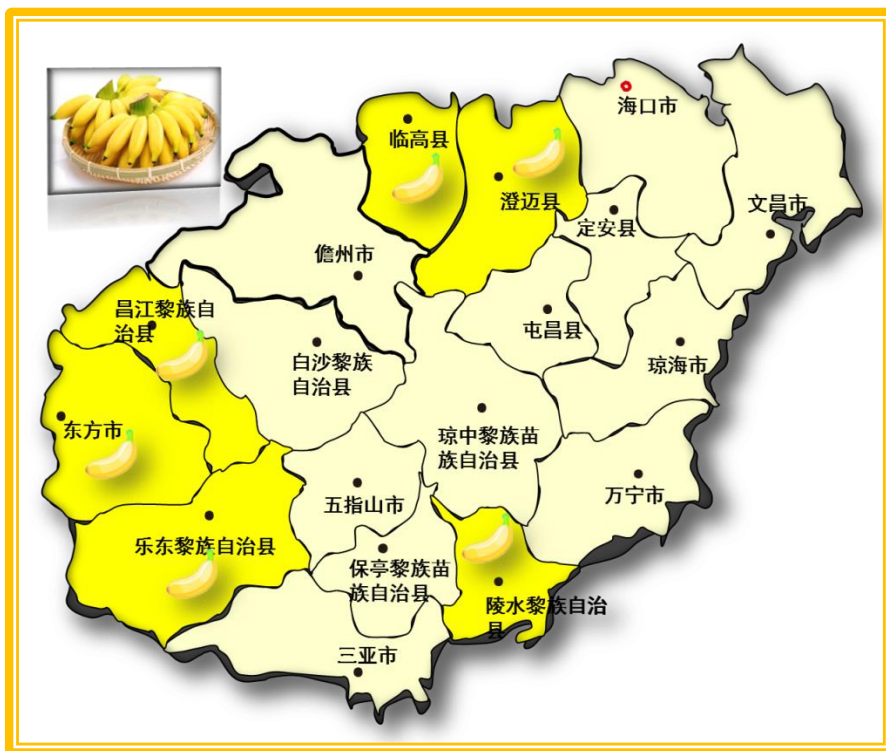 海口市
临高县
澄迈县
文昌市
定安县
儋州市
昌江黎族自
治县
屯昌县
白沙黎族
自治县
琼海市
东方市
琼中黎族苗
族自治县
万宁市
五指山市
乐东黎族自治县
保亭黎族苗
族自治县
陵水黎族自治
县
三亚市